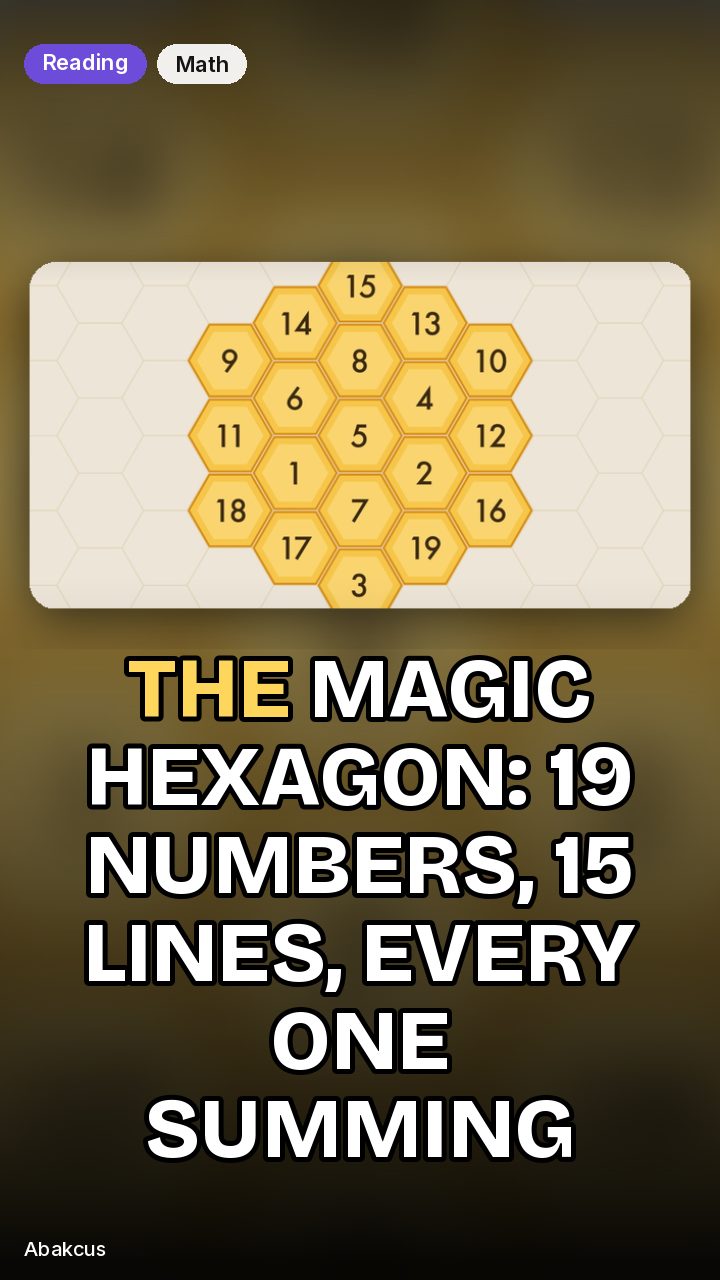 Reading Math
15
14 13
9 8 10
6 4
11 5 12
1 2
18 7 16
17 19
3
THE MAGIC
HEXAGON: 19
NUMBERS, 15
LINES, EVERY
ONE
SUMMING
Abakcus